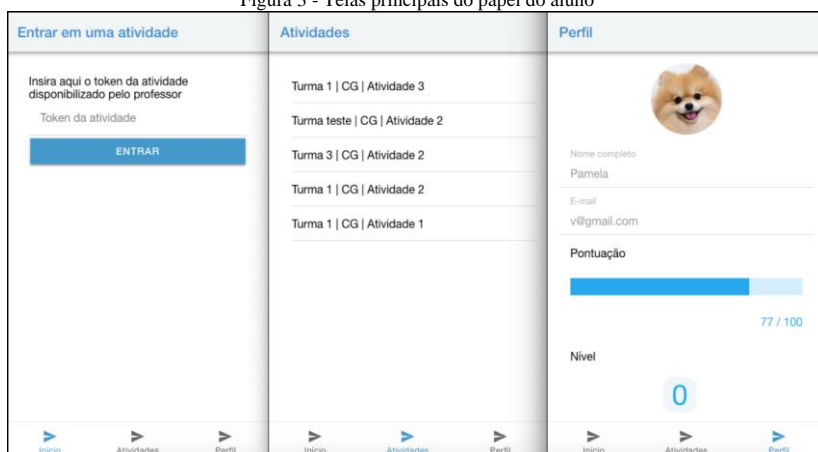 Figura 5 - Telas principais do papel do aluno
Entrar em uma atividade
Insira aqui o token da atividade
disponibilizado pelo professor
Token da atividade
ENTRAR
Início
Atividades
Perfil
Atividades
Turma 1 | CG | Atividade 3
Turma teste | CG | Atividade 2
Turma 3 | CG | Atividade 2
Turma 1 | CG | Atividade 2
Turma 1 | CG | Atividade 1
Início
Atividades
Perfil
Perfil
Nome completo
Pamela
E-mail
v@gmail.com
Pontuação
77 / 100
Nível
0
Início
Atividades
Perfil